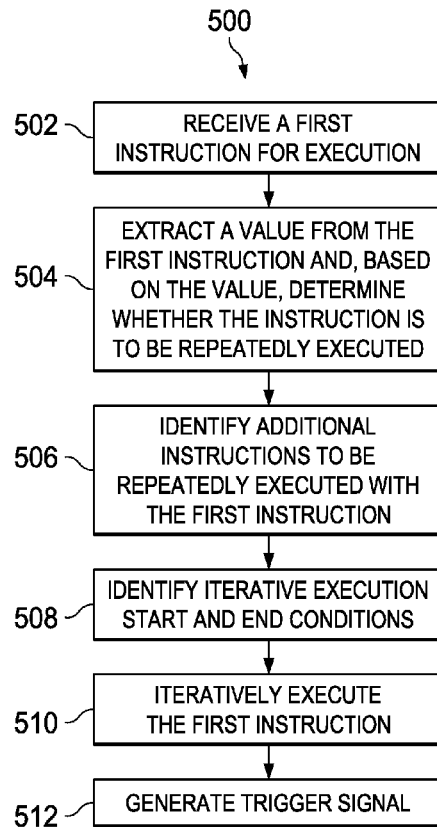 500
502
RECEIVE A FIRST
INSTRUCTION FOR EXECUTION
504
EXTRACT A VALUE FROM THE
FIRST INSTRUCTION AND, BASED
ON THE VALUE, DETERMINE
WHETHER THE INSTRUCTION IS
TO BE REPEATEDLY EXECUTED
506
IDENTIFY ADDITIONAL
INSTRUCTIONS TO BE
REPEATEDLY EXECUTED WITH
THE FIRST INSTRUCTION
508
IDENTIFY ITERATIVE EXECUTION
START AND END CONDITIONS
510
ITERATIVELY EXECUTE
THE FIRST INSTRUCTION
512
GENERATE TRIGGER SIGNAL